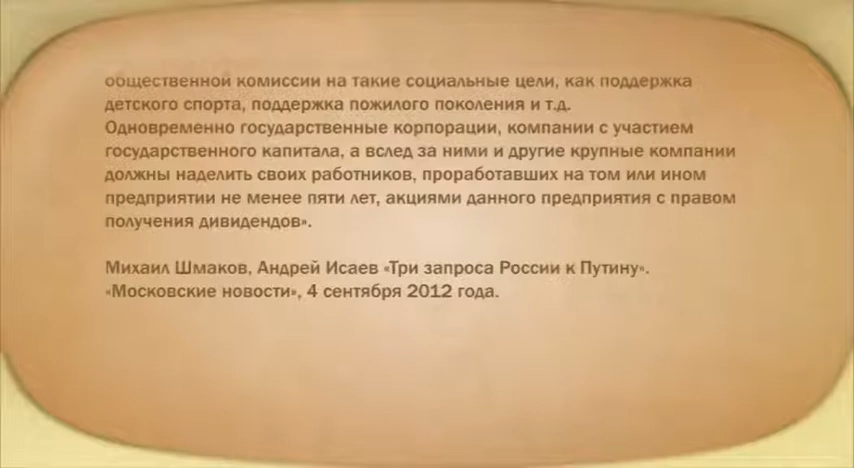 общественной комиссии на такие социальные цели, как поддержка
детского спорта, поддержка пожилого поколения и т.д.
Одновременно государственные корпорации, компании с участием
государственного капитала, а вслед за ними и другие крупные компании
должны наделить своих работников, проработавших на том или ином
предприятии не менее пяти лет, акциями данного предприятия с правом
получения дивидендов».
Михаил Шмаков, Андрей Исаев «Три запроса России к Путину».
«Московские новости», 4 сентября 2012 года.